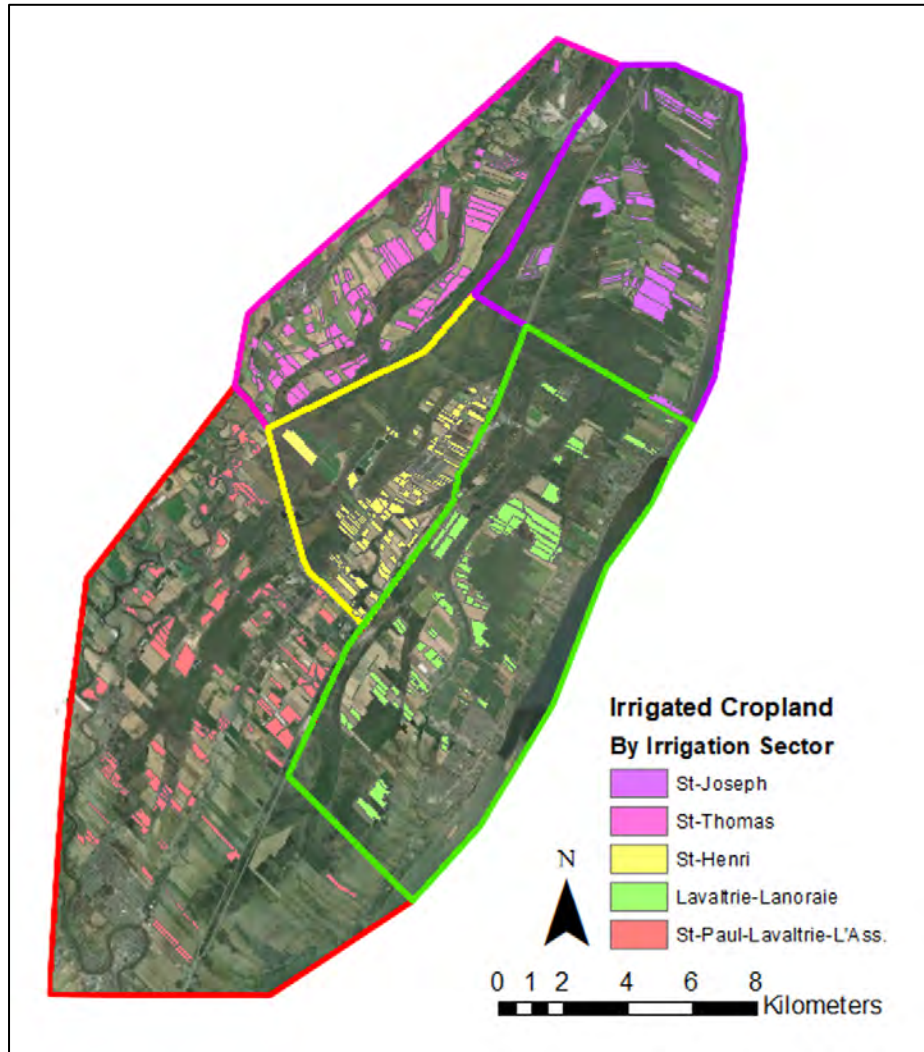 Irrigated Cropland
By Irrigation Sector
St-Joseph
St-Thomas
St-Henri
Lavaltrie-Lanoraie
St-Paul-Lavaltrie-L'Ass.
N
0 1 2 4 6 8
Kilometers